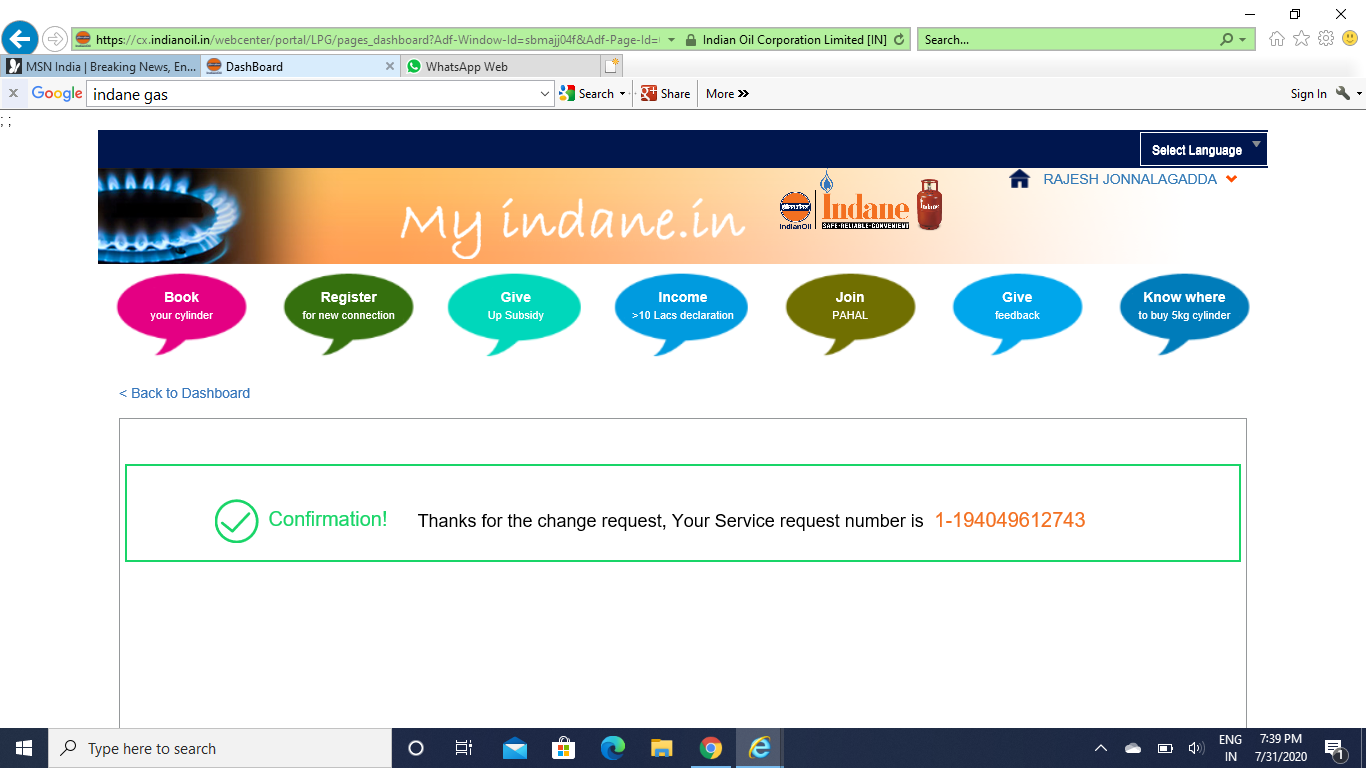 https://cx.indianoil.in/webcenter/portal/LPG/pages_dashboard?Adf-Window-Id=sbmajj04f&Adf-Page-Id=
Indian Oil Corporation Limited [IN]
Search...
MSN India | Breaking News, En...
DashBoard
WhatsApp Web
x Google
indane gas
Search
Share
More »
Sign In
; ;
Select Language
RAJESH JONNALAGADDA
My indane.in
IndianOil
Indane
SAFE·RELIABLE·CONVENIENT
Book
your cylinder
Register
for new connection
Give
Up Subsidy
Income
>10 Lacs declaration
Join
PAHAL
Give
feedback
Know where
to buy 5kg cylinder
< Back to Dashboard
Confirmation!
Thanks for the change request, Your Service request number is 1-194049612743
Type here to search
ENG
IN
7:39 PM
7/31/2020
1